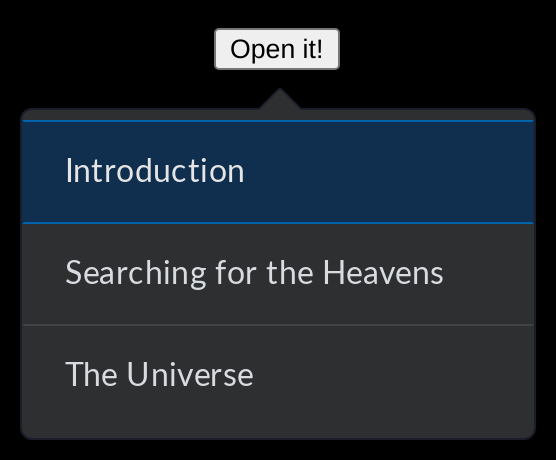 Open it!
Introduction
Searching for the Heavens
The Universe